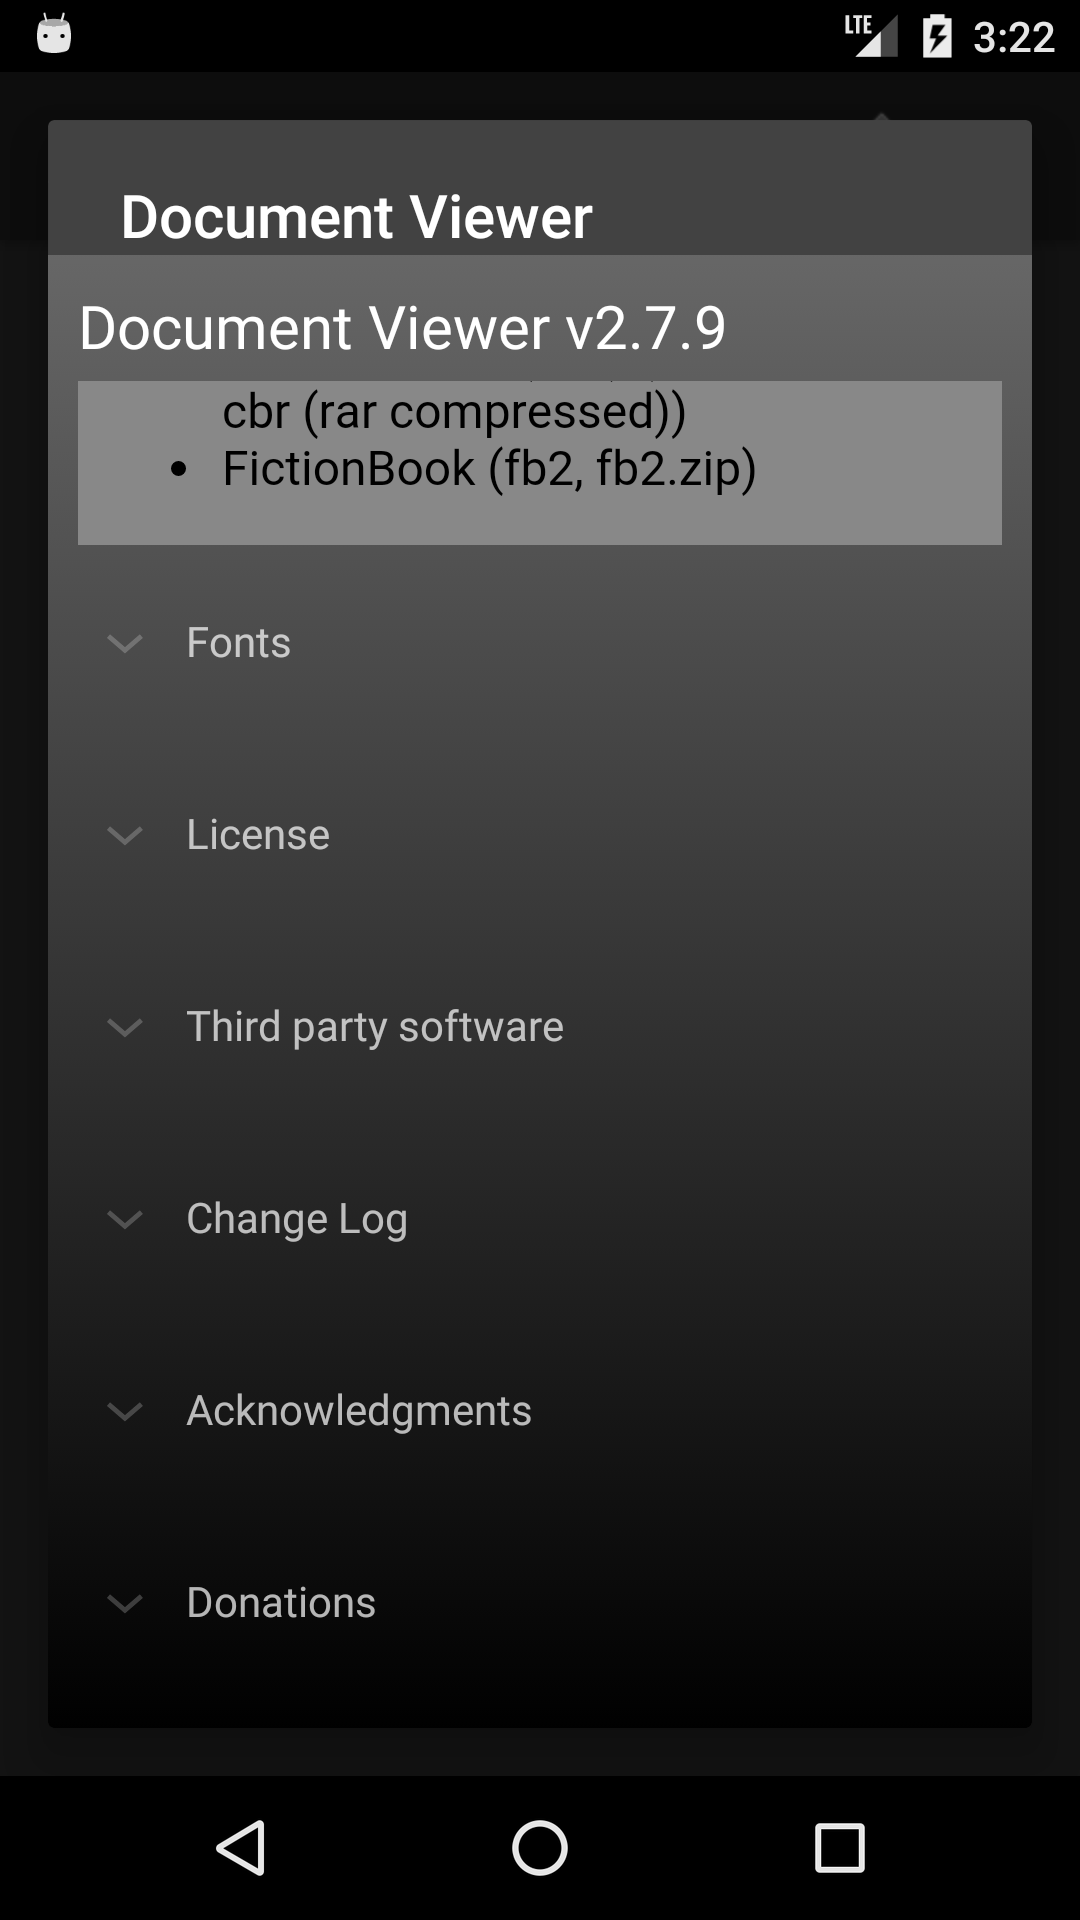 LTE 3:22
Document Viewer
Document Viewer v2.7.9
cbr (rar compressed))
• FictionBook (fb2, fb2.zip)
Fonts
License
Third party software
Change Log
Acknowledgments
Donations